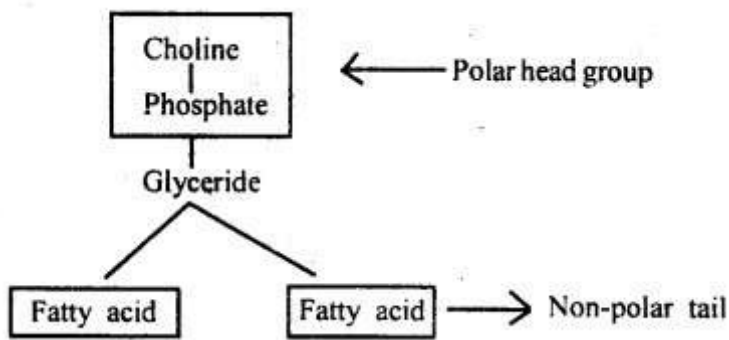 Choline
Polar head group
Phosphate
Glyceride
Fatty acid
Fatty acid
Non-polar tail